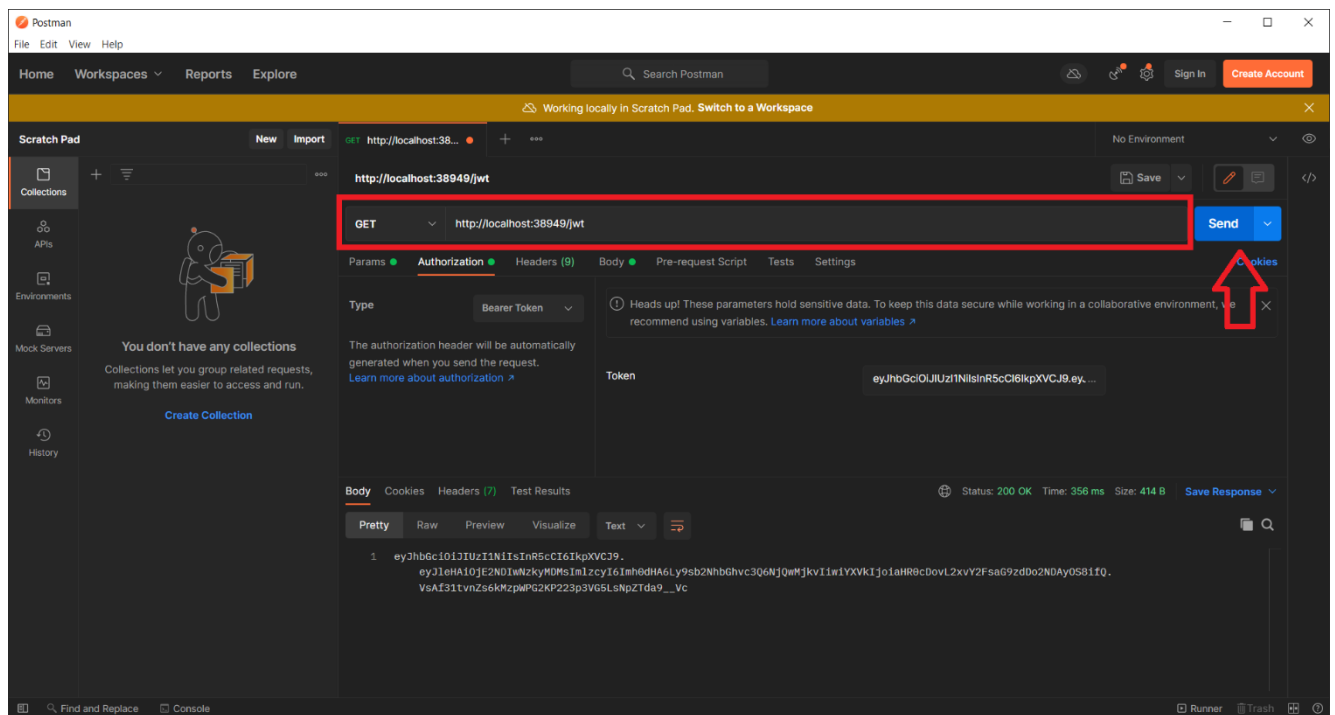 Postman
File Edit View Help
Home Workspaces Reports Explore Search Postman Sign In Create Account
Working locally in Scratch Pad. Switch to a Workspace
Scratch Pad New Import GET http://localhost:38... No Environment
http://localhost:38949/jwt Save
Collections
GET http://localhost:38949/jwt Send
APIs
Params Authorization Headers (9) Body Pre-request Script Tests Settings Cookies
Environments
Type Bearer Token Heads up! These parameters hold sensitive data. To keep this data secure while working in a collaborative environment, we
recommend using variables. Learn more about variables
Mock Servers
You don't have any collections
The authorization header will be automatically
generated when you send the request.
Learn more about authorization
Collections let you group related requests,
making them easier to access and run.
Token eyJhbGciOiJIUzI1NiIsInR5cCI6IkpXVCJ9.ey...
Monitors
Create Collection
History
Body Cookies Headers (7) Test Results Status: 200 OK Time: 356 ms Size: 414 B Save Response
Pretty Raw Preview Visualize Text
1 eyJhbGciOiJIUzI1NiIsInR5cCI6IkpXVCJ9.
Find and Replace Console Runner Trash